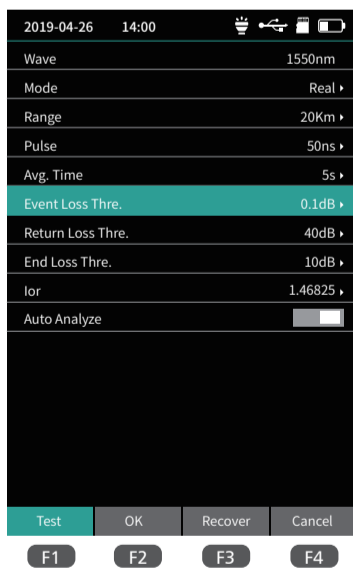 2019-04-26 14:00
Wave 1550nm
Mode Real
Range 20Km
Pulse 50ns
Avg. Time 5s
Event Loss Thre. 0.1dB
Return Loss Thre. 40dB
End Loss Thre. 10dB
Ior 1.46825
Auto Analyze
Test OK Recover Cancel
F1 F2 F3 F4